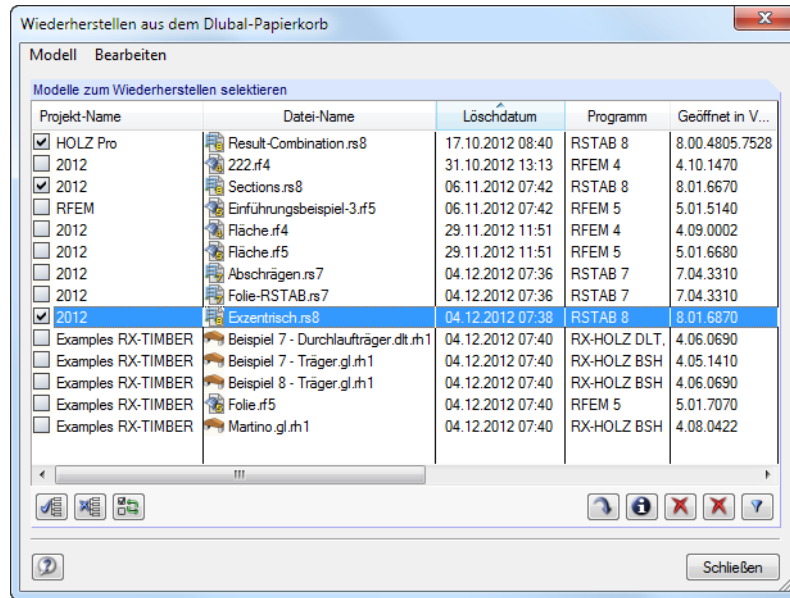 Wiederherstellen aus dem Dlubal-Papierkorb
Modell Bearbeiten
Modelle zum Wiederherstellen selektieren
Projekt-Name Datei-Name Löschdatum Programm Geöffnet in V...
HOLZ Pro Result-Combination.rs8 17.10.2012 08:40 RSTAB 8 8.00.4805.7528
2012 222.rf4 31.10.2012 13:13 RFEM 4 4.10.1470
2012 Sections.rs8 06.11.2012 07:42 RSTAB 8 8.01.6670
RFEM Einführungsbeispiel-3.rf5 06.11.2012 07:42 RFEM 5 5.01.5140
2012 Fläche.rf4 29.11.2012 11:51 RFEM 4 4.09.0002
2012 Fläche.rf5 29.11.2012 11:51 RFEM 5 5.01.6680
2012 Abschrägen.rs7 04.12.2012 07:36 RSTAB 7 7.04.3310
2012 Folie-RSTAB.rs7 04.12.2012 07:36 RSTAB 7 7.04.3310
2012 Exzentrisch.rs8 04.12.2012 07:38 RSTAB 8 8.01.6870
Examples RX-TIMBER Beispiel 7 - Durchlaufträger.dlt.rh1 04.12.2012 07:40 RX-HOLZ DLT, 4.06.0690
Examples RX-TIMBER Beispiel 7 - Träger.gl.rh1 04.12.2012 07:40 RX-HOLZ BSH 4.05.1410
Examples RX-TIMBER Beispiel 8 - Träger.gl.rh1 04.12.2012 07:40 RX-HOLZ BSH 4.06.0690
Examples RX-TIMBER Folie.rf5 04.12.2012 07:40 RFEM 5 5.01.7070
Examples RX-TIMBER Martino.gl.rh1 04.12.2012 07:40 RX-HOLZ BSH 4.08.0422
Schließen